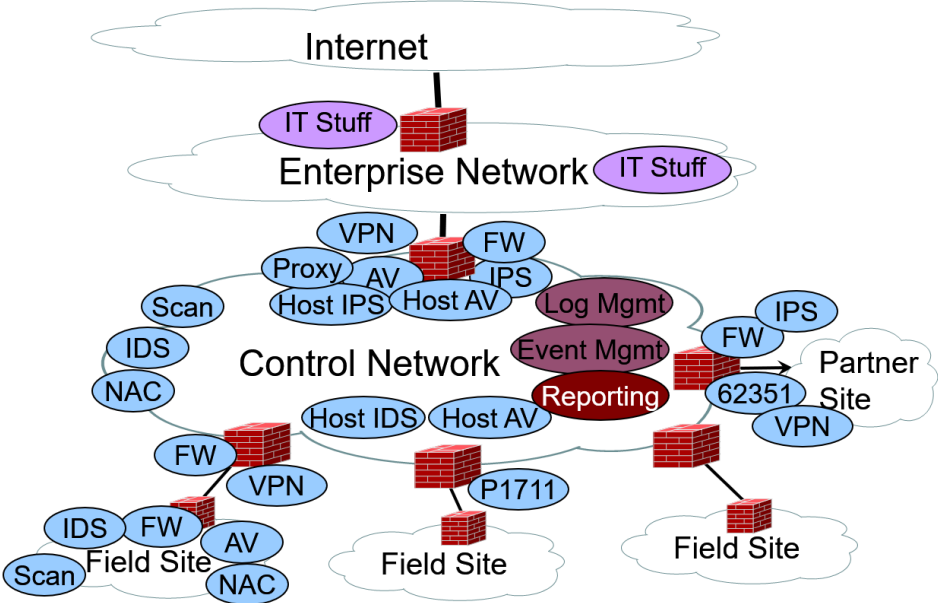 Internet
IT Stuff
Enterprise Network
IT Stuff
VPN
FW
Proxy
AV
IPS
Host IPS
Host AV
Scan
Log Mgmt
IPS
IDS
Event Mgmt
FW
Control Network
Partner
Site
NAC
Reporting
62351
VPN
Host IDS
Host AV
FW
VPN
P1711
IDS
FW
AV
Field Site
Scan
NAC
Field Site
Field Site